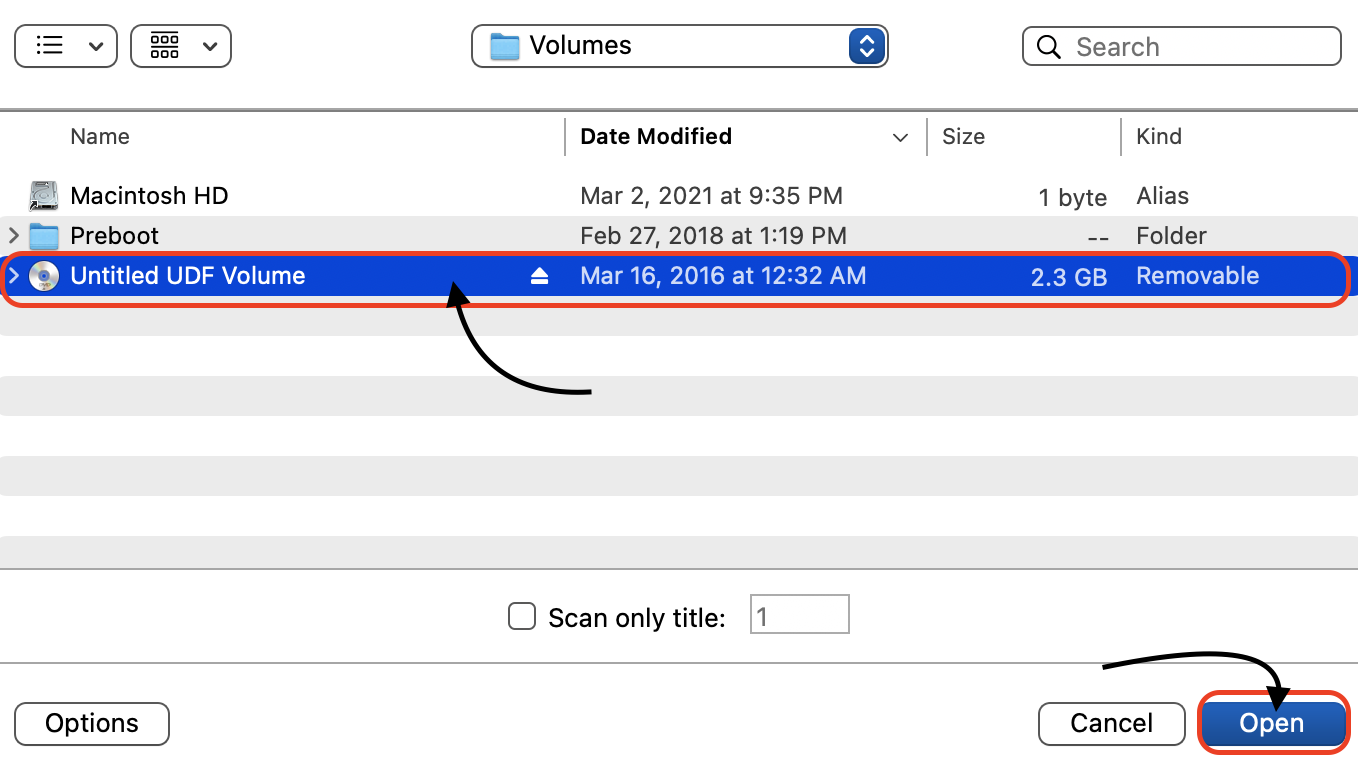 Volumes Search
Name Date Modified Size Kind
Macintosh HD Mar 2, 2021 at 9:35 PM 1 byte Alias
Preboot Feb 27, 2018 at 1:19 PM -- Folder
Untitled UDF Volume Mar 16, 2016 at 12:32 AM 2.3 GB Removable
Scan only title: 1
Options Cancel Open